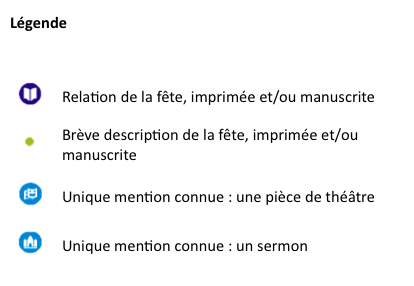 Légende
Relation de la fête, imprimée et/ou manuscrite
Brève description de la fête, imprimée et/ou
manuscrite
Unique mention connue : une pièce de théâtre
Unique mention connue : un sermon